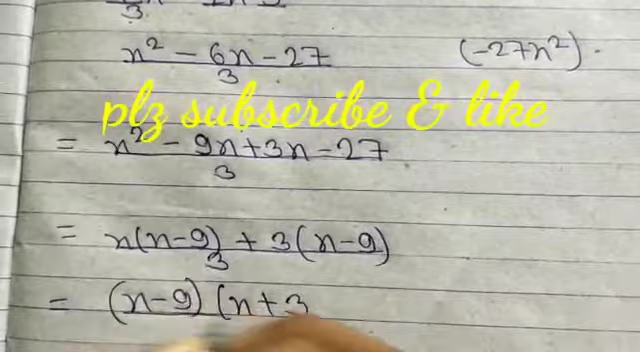 3
x² - 6x - 27 (-27x²).
3
plz subscribe & like
= x² - 9x + 3x - 27
3
= x(x-9) + 3(x-9)
3
= (x-9)(x+3